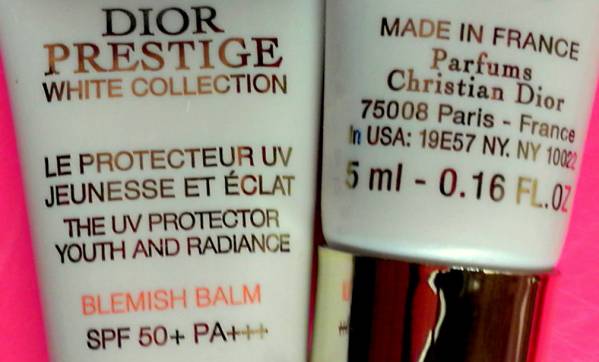 DIOR
PRESTIGE
WHITE COLLECTION
LE PROTECTEUR UV
JEUNESSE ET ÉCLAT
THE UV PROTECTOR
YOUTH AND RADIANCE
BLEMISH BALM
SPF 50+ PA+++
MADE IN FRANCE
Parfums
Christian Dior
75008 Paris - France
In USA: 19E57 NY. NY 10022
5 ml - 0.16 FL.OZ